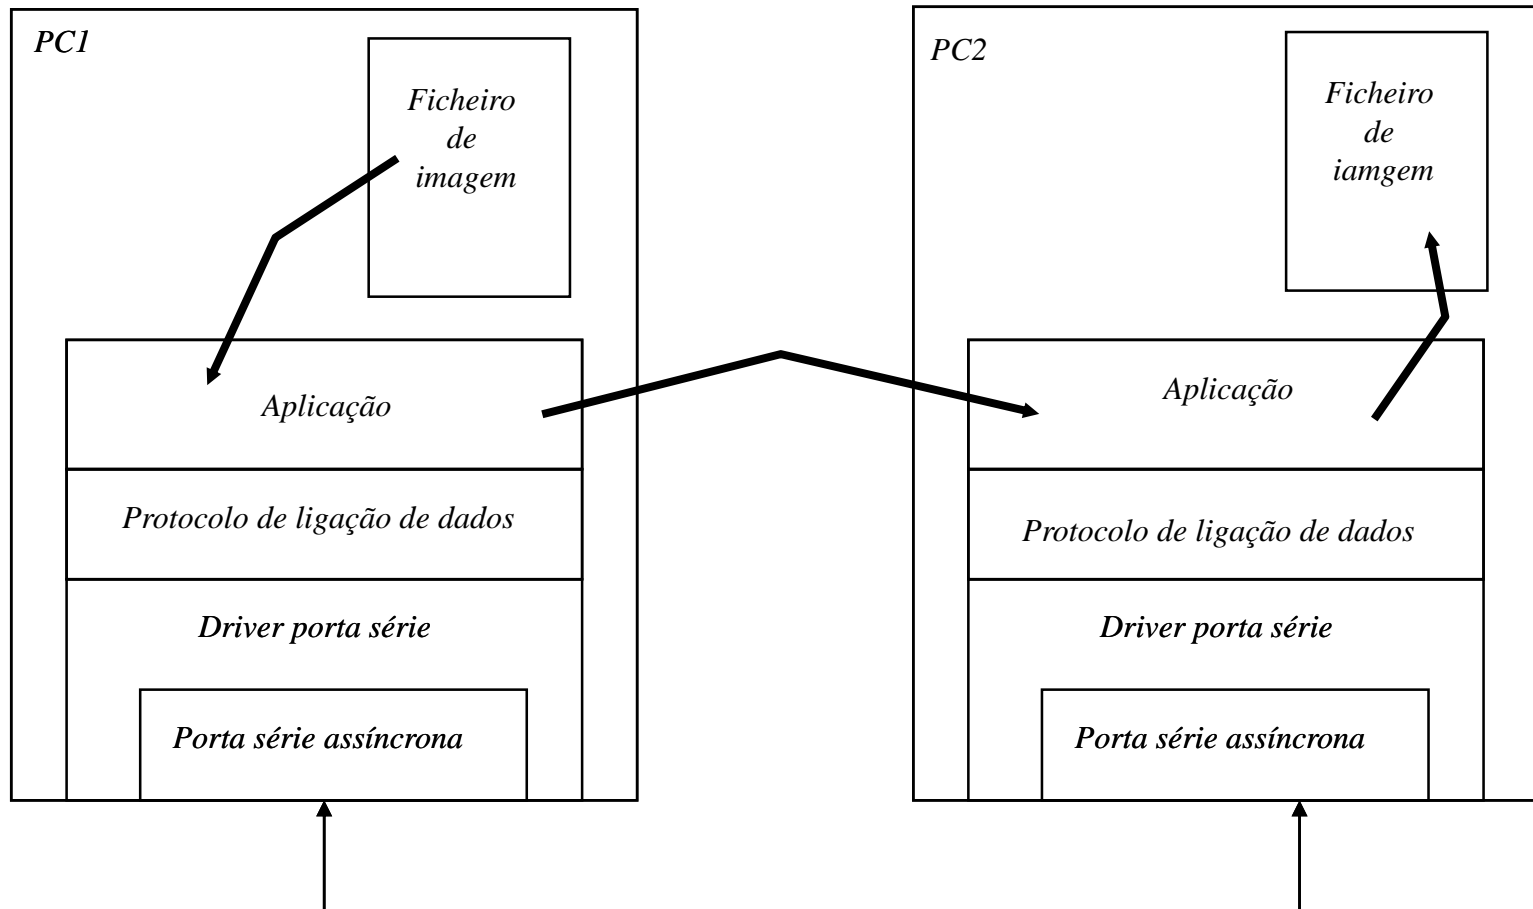 PC1
Ficheiro
de
imagem
Aplicação
Protocolo de ligação de dados
Driver porta série
Porta série assíncrona
PC2
Ficheiro
de
iamgem
Aplicação
Protocolo de ligação de dados
Driver porta série
Porta série assíncrona